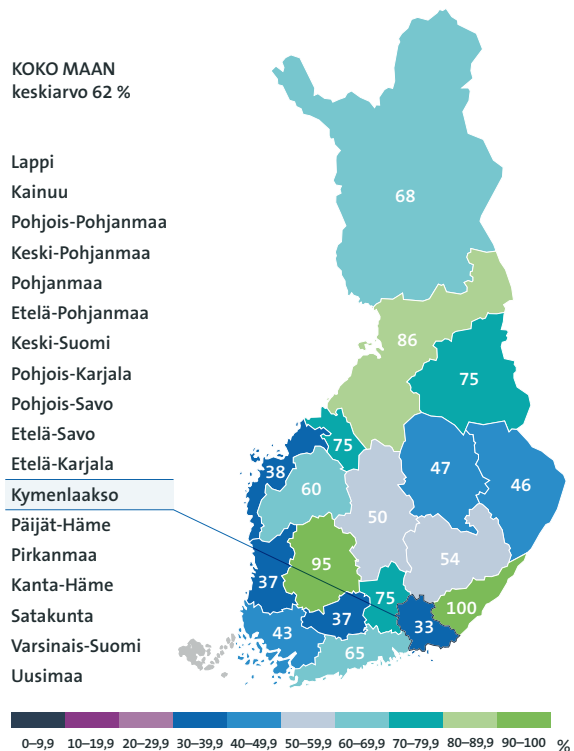 KOKO MAAN
keskiarvo 62 %
Lappi
Kainuu
Pohjois-Pohjanmaa
Keski-Pohjanmaa
Pohjanmaa
Etelä-Pohjanmaa
Keski-Suomi
Pohjois-Karjala
Pohjois-Savo
Etelä-Savo
Etelä-Karjala
Kymenlaakso
Päijät-Häme
Pirkanmaa
Kanta-Häme
Satakunta
Varsinais-Suomi
Uusimaa
68
86
75
75
38
47
46
60
50
54
95
37
75
100
37
33
43
65
0–9,9 10–19,9 20–29,9 30–39,9 40–49,9 50–59,9 60–69,9 70–79,9 80–89,9 90–100 %